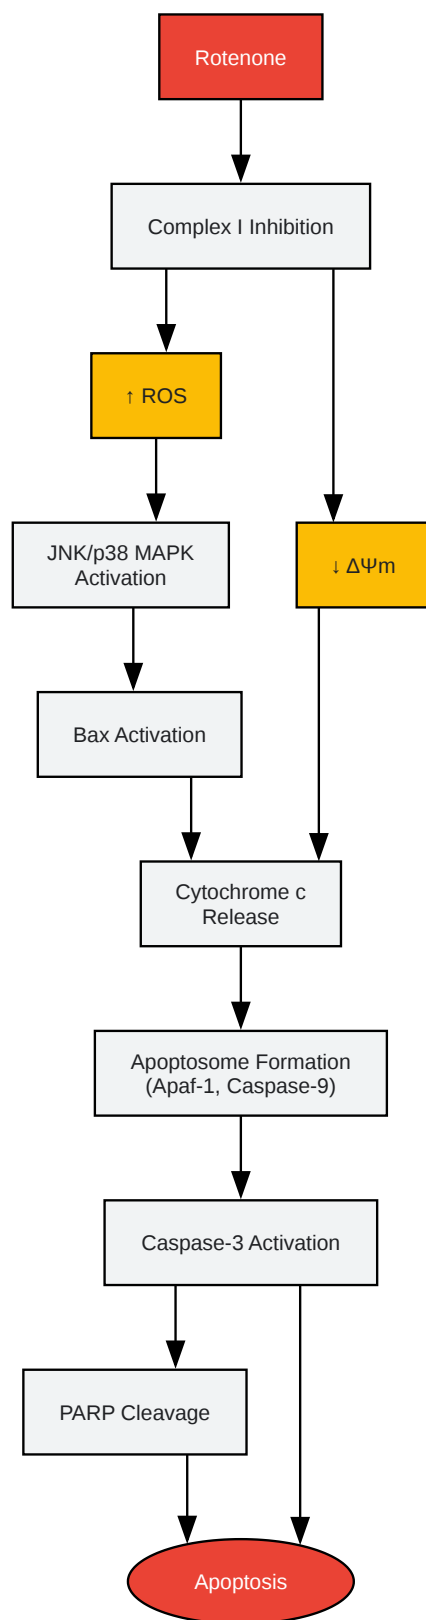 Rotenone
Complex I Inhibition
↑ ROS
JNK/p38 MAPK
Activation
↓ ΔΨm
Bax Activation
Cytochrome c
Release
Apoptosome Formation
(Apaf-1, Caspase-9)
Caspase-3 Activation
PARP Cleavage
Apoptosis